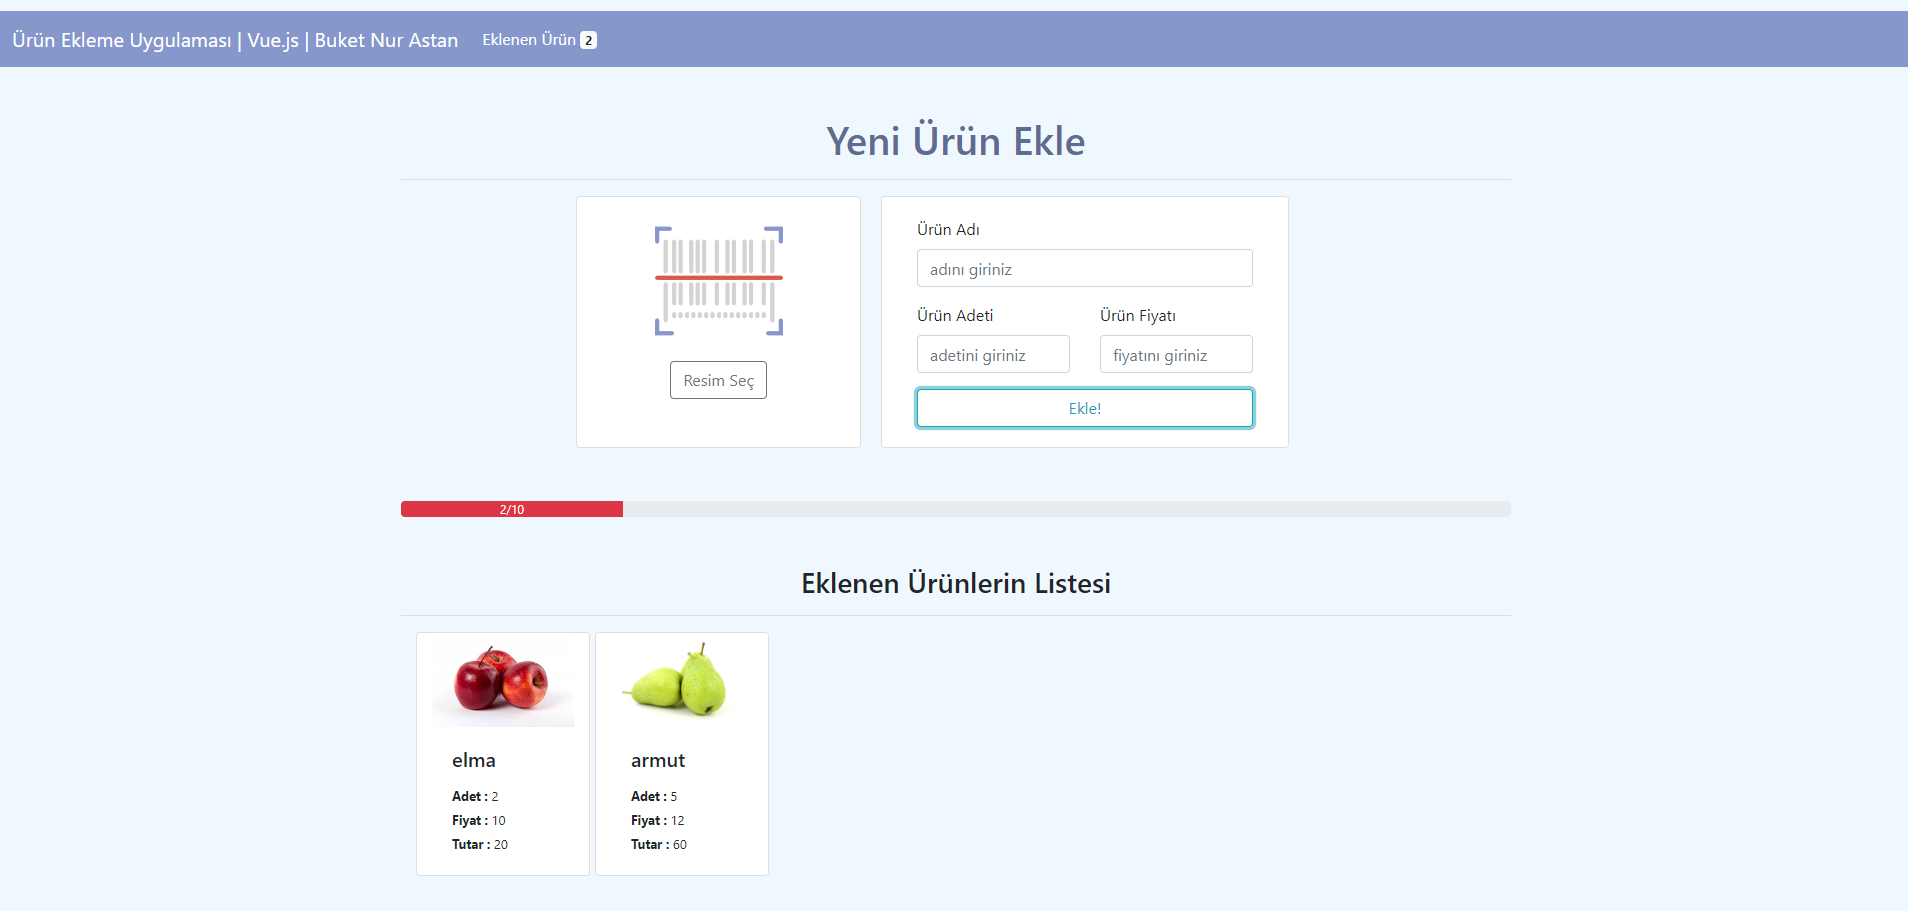 Ürün Ekleme Uygulaması | Vue.js | Buket Nur Astan
Eklenen Ürün 2
Yeni Ürün Ekle
Resim Seç
Ürün Adı
adını giriniz
Ürün Adeti
Ürün Fiyatı
adetini giriniz
fiyatını giriniz
Ekle!
2/10
Eklenen Ürünlerin Listesi
elma
Adet : 2
Fiyat : 10
Tutar : 20
armut
Adet : 5
Fiyat : 12
Tutar : 60